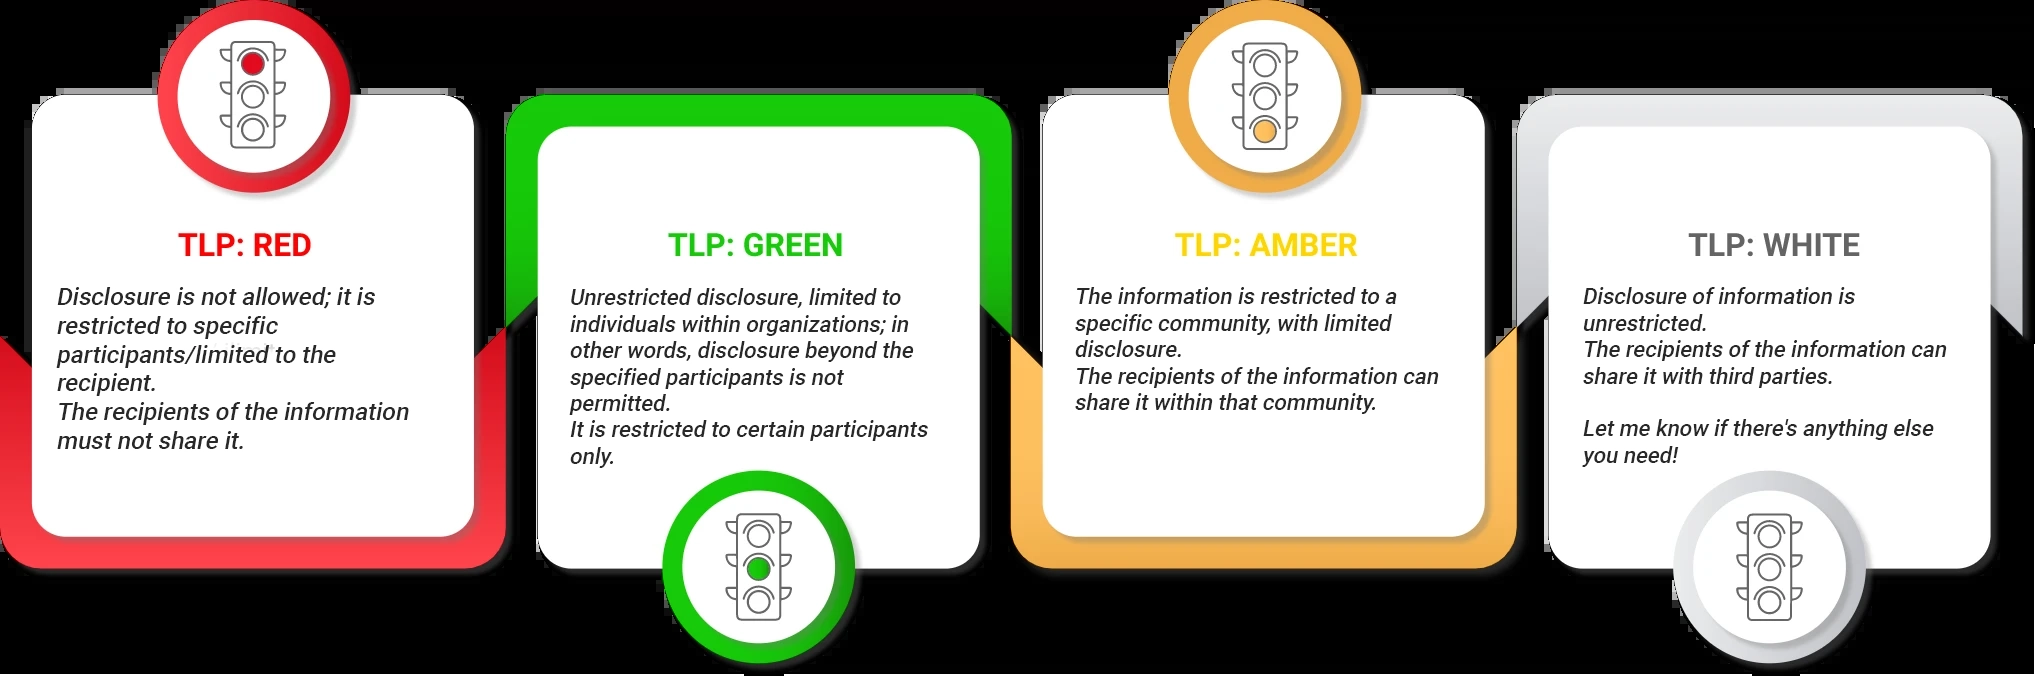 TLP: RED
Disclosure is not allowed; it is
restricted to specific
participants/limited to the
recipient.
The recipients of the information
must not share it.
TLP: GREEN
Unrestricted disclosure, limited to
individuals within organizations; in
other words, disclosure beyond the
specified participants is not
permitted.
It is restricted to certain participants
only.
TLP: AMBER
The information is restricted to a
specific community, with limited
disclosure.
The recipients of the information can
share it within that community.
TLP: WHITE
Disclosure of information is
unrestricted.
The recipients of the information can
share it with third parties.
Let me know if there's anything else
you need!